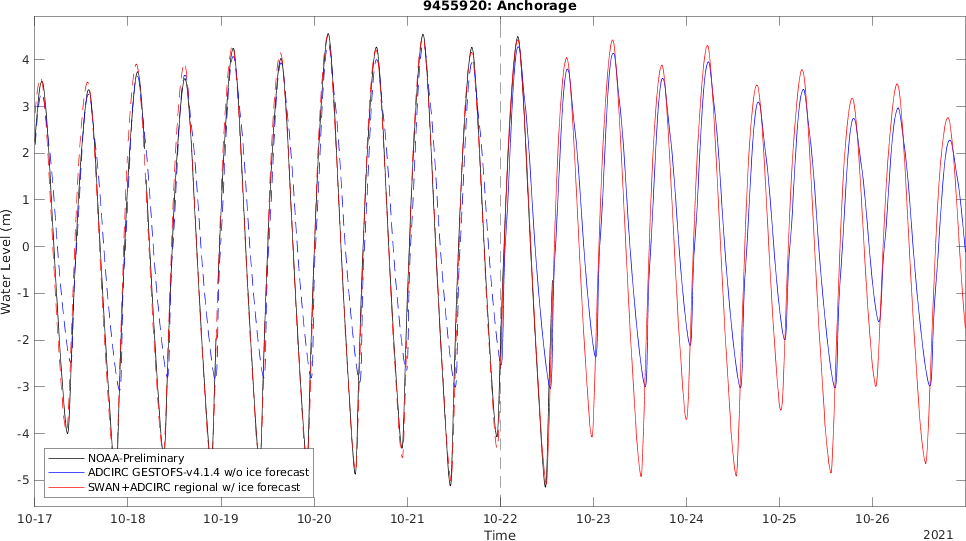 9455920: Anchorage
Water Level (m)
4
3
2
1
0
-1
-2
-3
-4
-5
NOAA-Preliminary
ADCIRC GESTOFS-v4.1.4 w/o ice forecast
SWAN+ADCIRC regional w/ ice forecast
10-17 10-18 10-19 10-20 10-21 10-22 10-23 10-24 10-25 10-26
Time
2021